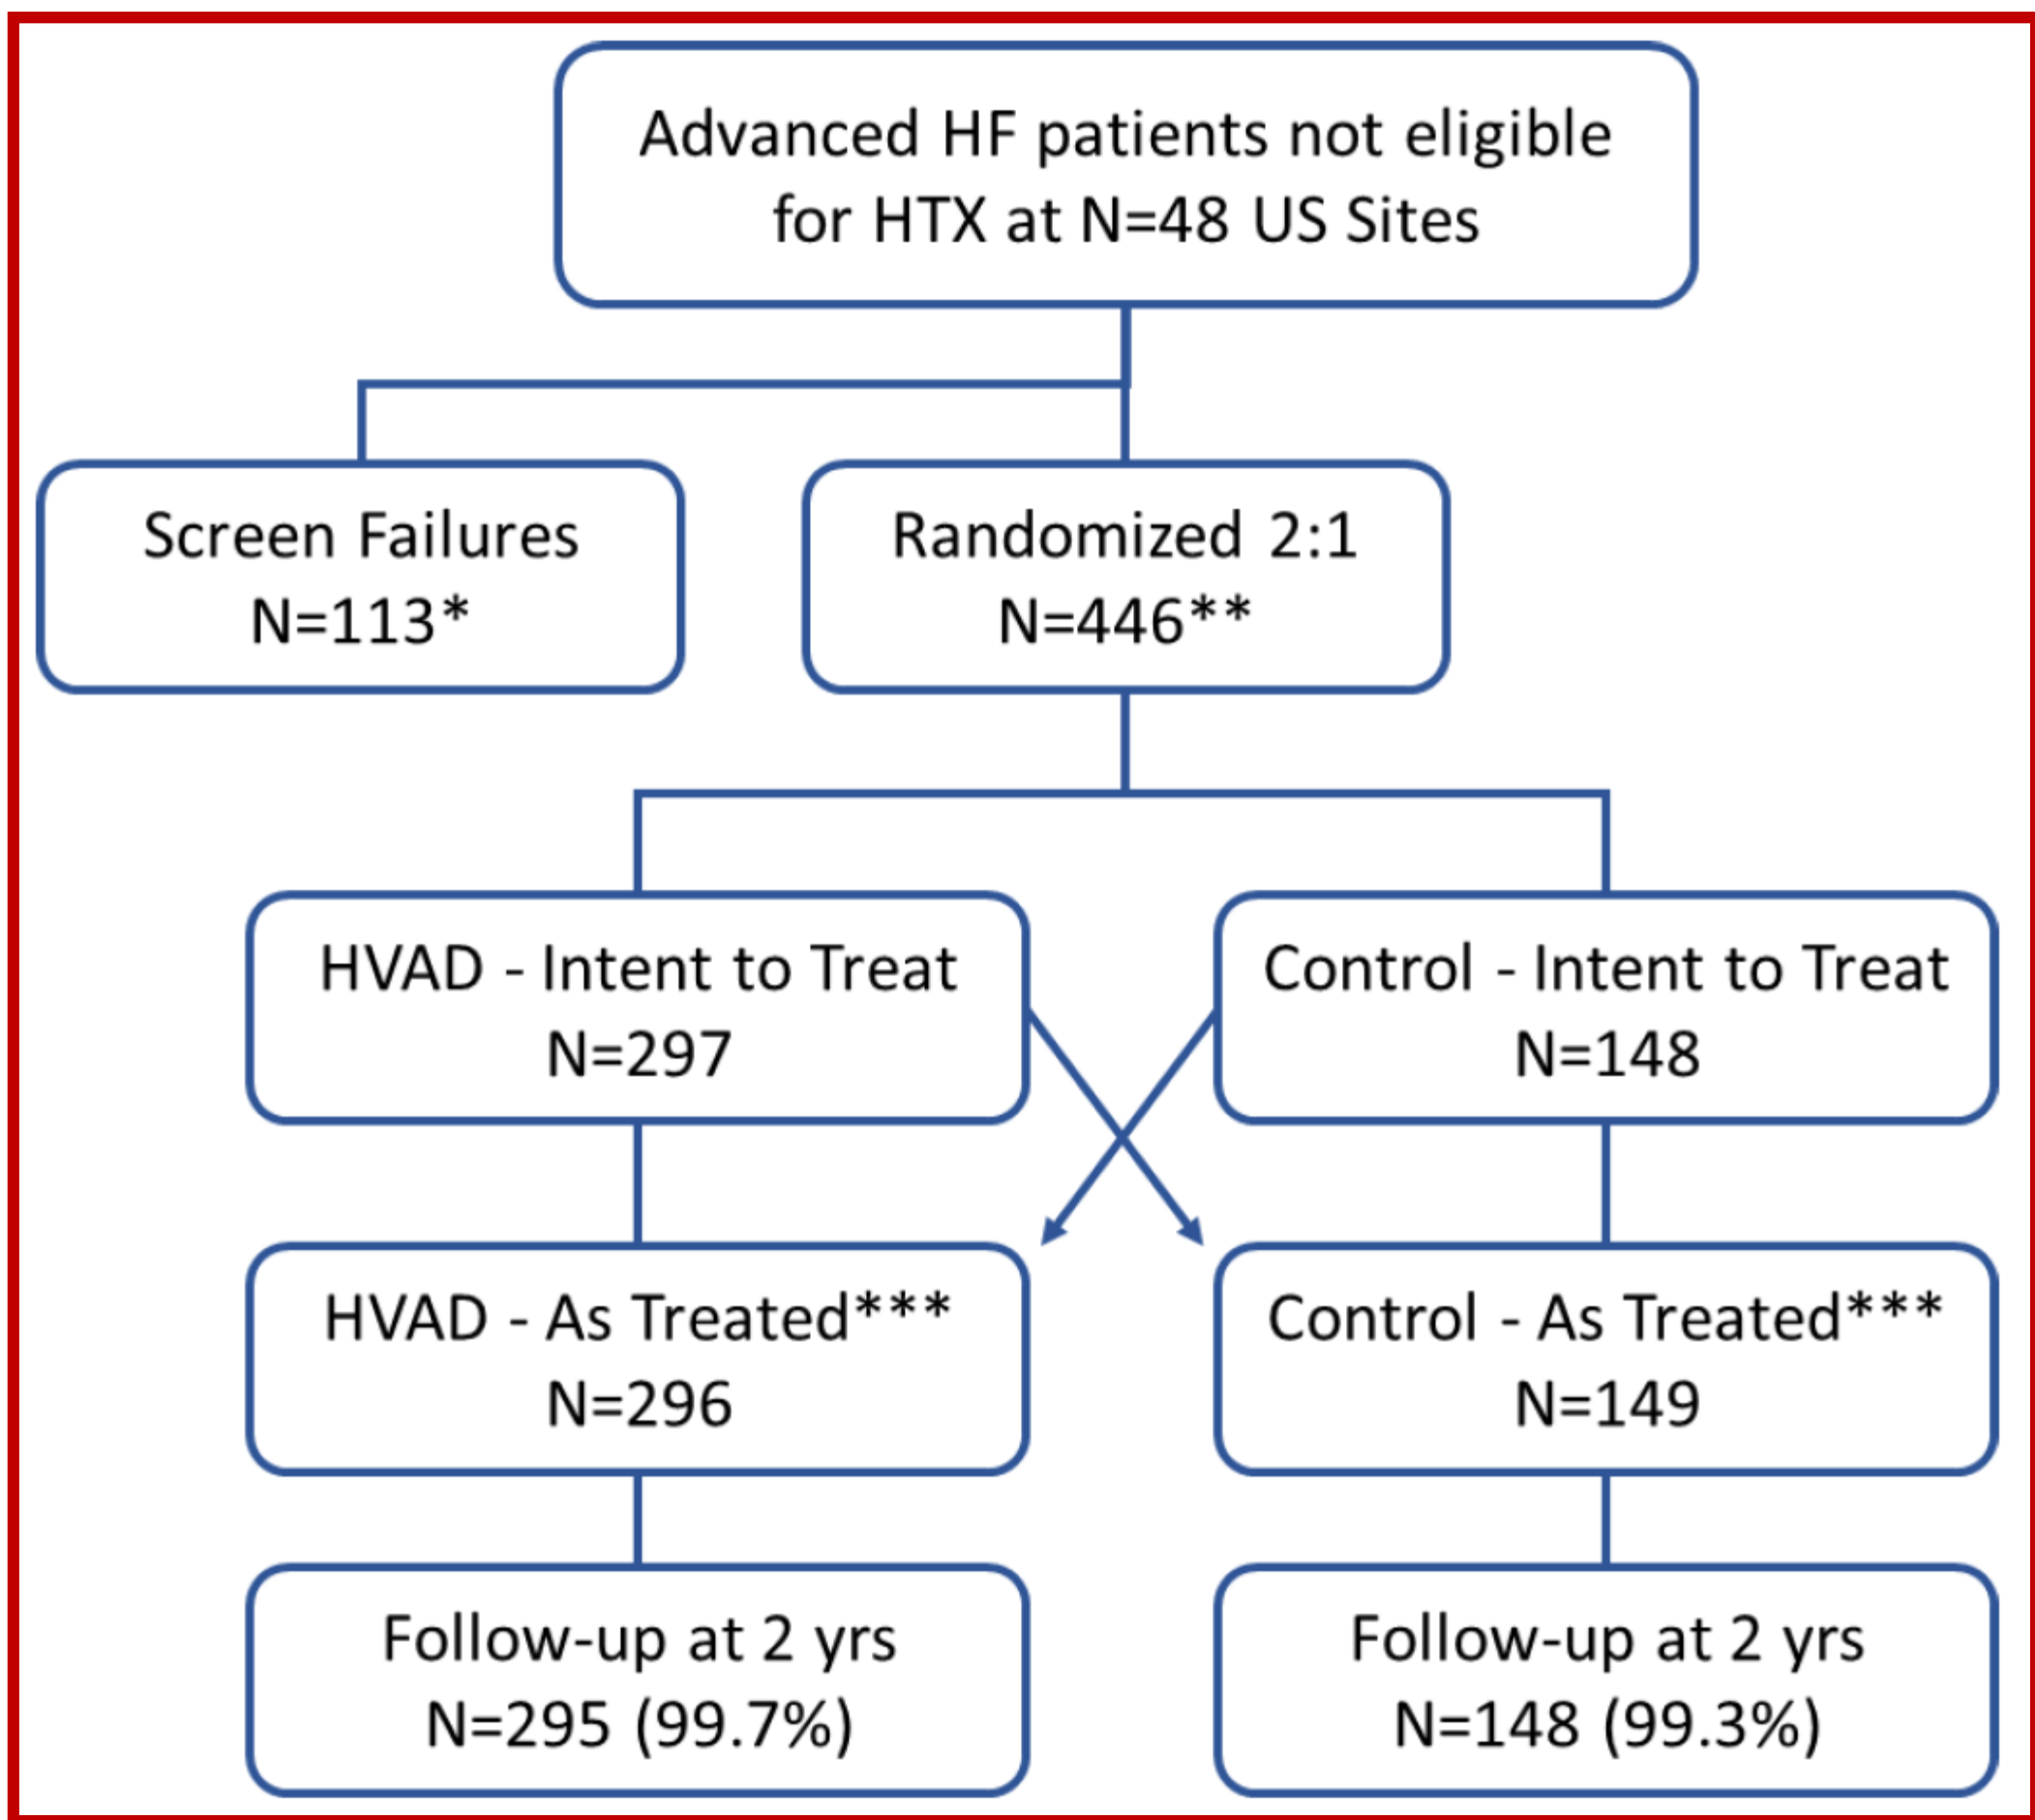 Advanced HF patients not eligible
for HTX at N=48 US Sites
Screen Failures
N=113*
Randomized 2:1
N=446**
HVAD - Intent to Treat
N=297
Control - Intent to Treat
N=148
HVAD - As Treated***
N=296
Control - As Treated***
N=149
Follow-up at 2 yrs
N=295 (99.7%)
Follow-up at 2 yrs
N=148 (99.3%)